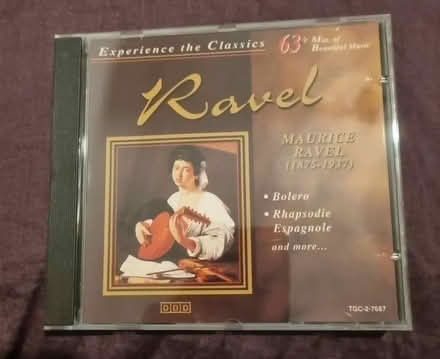 Experience the Classics
63+ Min. of
Beautiful Music
Ravel
MAURICE
RAVEL
(1875-1937)
• Bolero
• Rhapsodie
Espagnole
and more...
DDD
TGC-2-7687